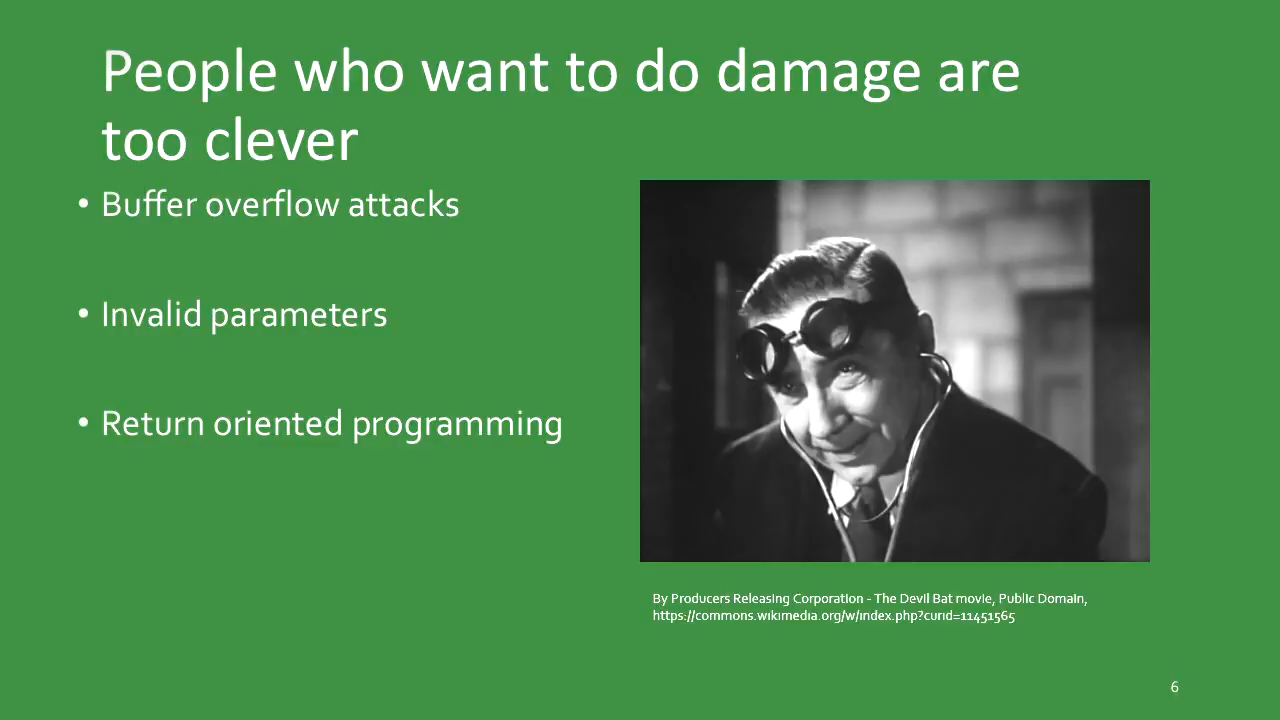 People who want to do damage are
too clever
• Buffer overflow attacks
• Invalid parameters
• Return oriented programming
By Producers Releasing Corporation - The Devil Bat movie, Public Domain,
https://commons.wikimedia.org/w/index.php?curid=11451565
6